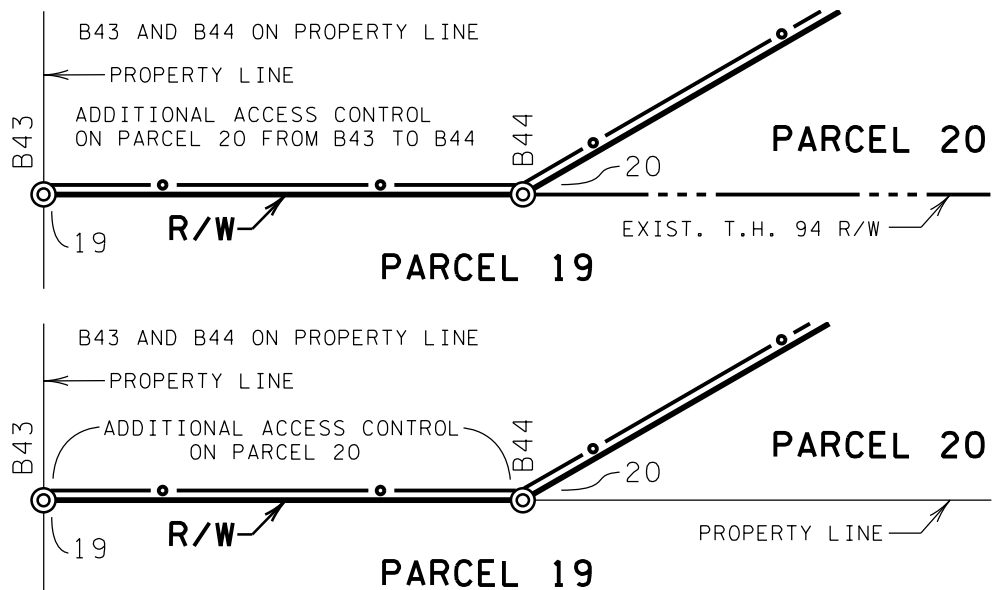 B43 AND B44 ON PROPERTY LINE
PROPERTY LINE
ADDITIONAL ACCESS CONTROL
ON PARCEL 20 FROM B43 TO B44
B43
B44
PARCEL 20
20
R/W
19
EXIST. T.H. 94 R/W
PARCEL 19
B43 AND B44 ON PROPERTY LINE
PROPERTY LINE
ADDITIONAL ACCESS CONTROL
ON PARCEL 20
B43
B44
PARCEL 20
20
R/W
19
PROPERTY LINE
PARCEL 19